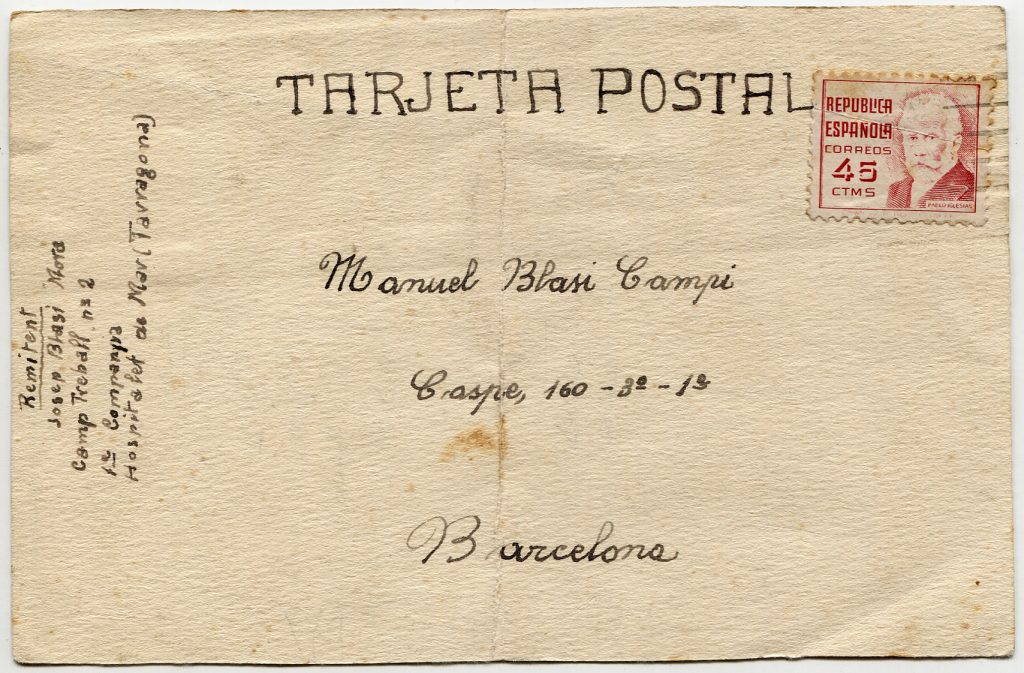 TARJETA POSTAL
REPUBLICA
ESPAÑOLA
CORREOS
45
CTMS
PABLO IGLESIAS
Manuel Blasi Campi
Caspe, 160 - 3º - 1ª
Barcelona
Remitent
Josep Blasi Mora
Camp Treball nº 2
1ª Companyia
Hospitalet de Mar (Tarragona)